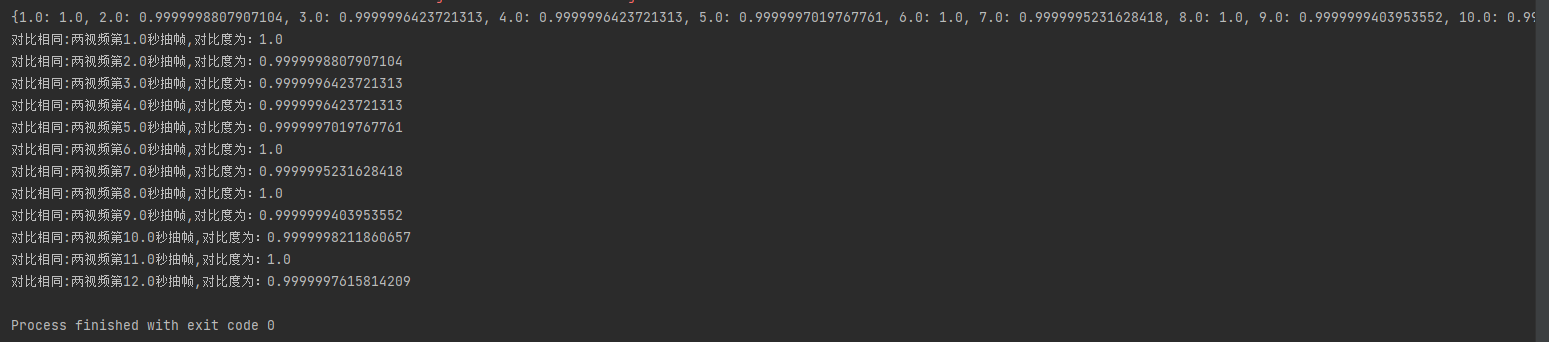 {1.0: 1.0, 2.0: 0.9999998807907104, 3.0: 0.9999996423721313, 4.0: 0.9999996423721313, 5.0: 0.9999997019767761, 6.0: 1.0, 7.0: 0.9999995231628418, 8.0: 1.0, 9.0: 0.9999999403953552, 10.0: 0.99
对比相同:两视频第1.0秒抽帧,对比度为：1.0
对比相同:两视频第2.0秒抽帧,对比度为：0.9999998807907104
对比相同:两视频第3.0秒抽帧,对比度为：0.9999996423721313
对比相同:两视频第4.0秒抽帧,对比度为：0.9999996423721313
对比相同:两视频第5.0秒抽帧,对比度为：0.9999997019767761
对比相同:两视频第6.0秒抽帧,对比度为：1.0
对比相同:两视频第7.0秒抽帧,对比度为：0.9999995231628418
对比相同:两视频第8.0秒抽帧,对比度为：1.0
对比相同:两视频第9.0秒抽帧,对比度为：0.9999999403953552
对比相同:两视频第10.0秒抽帧,对比度为：0.9999998211860657
对比相同:两视频第11.0秒抽帧,对比度为：1.0
对比相同:两视频第12.0秒抽帧,对比度为：0.9999997615814209
Process finished with exit code 0